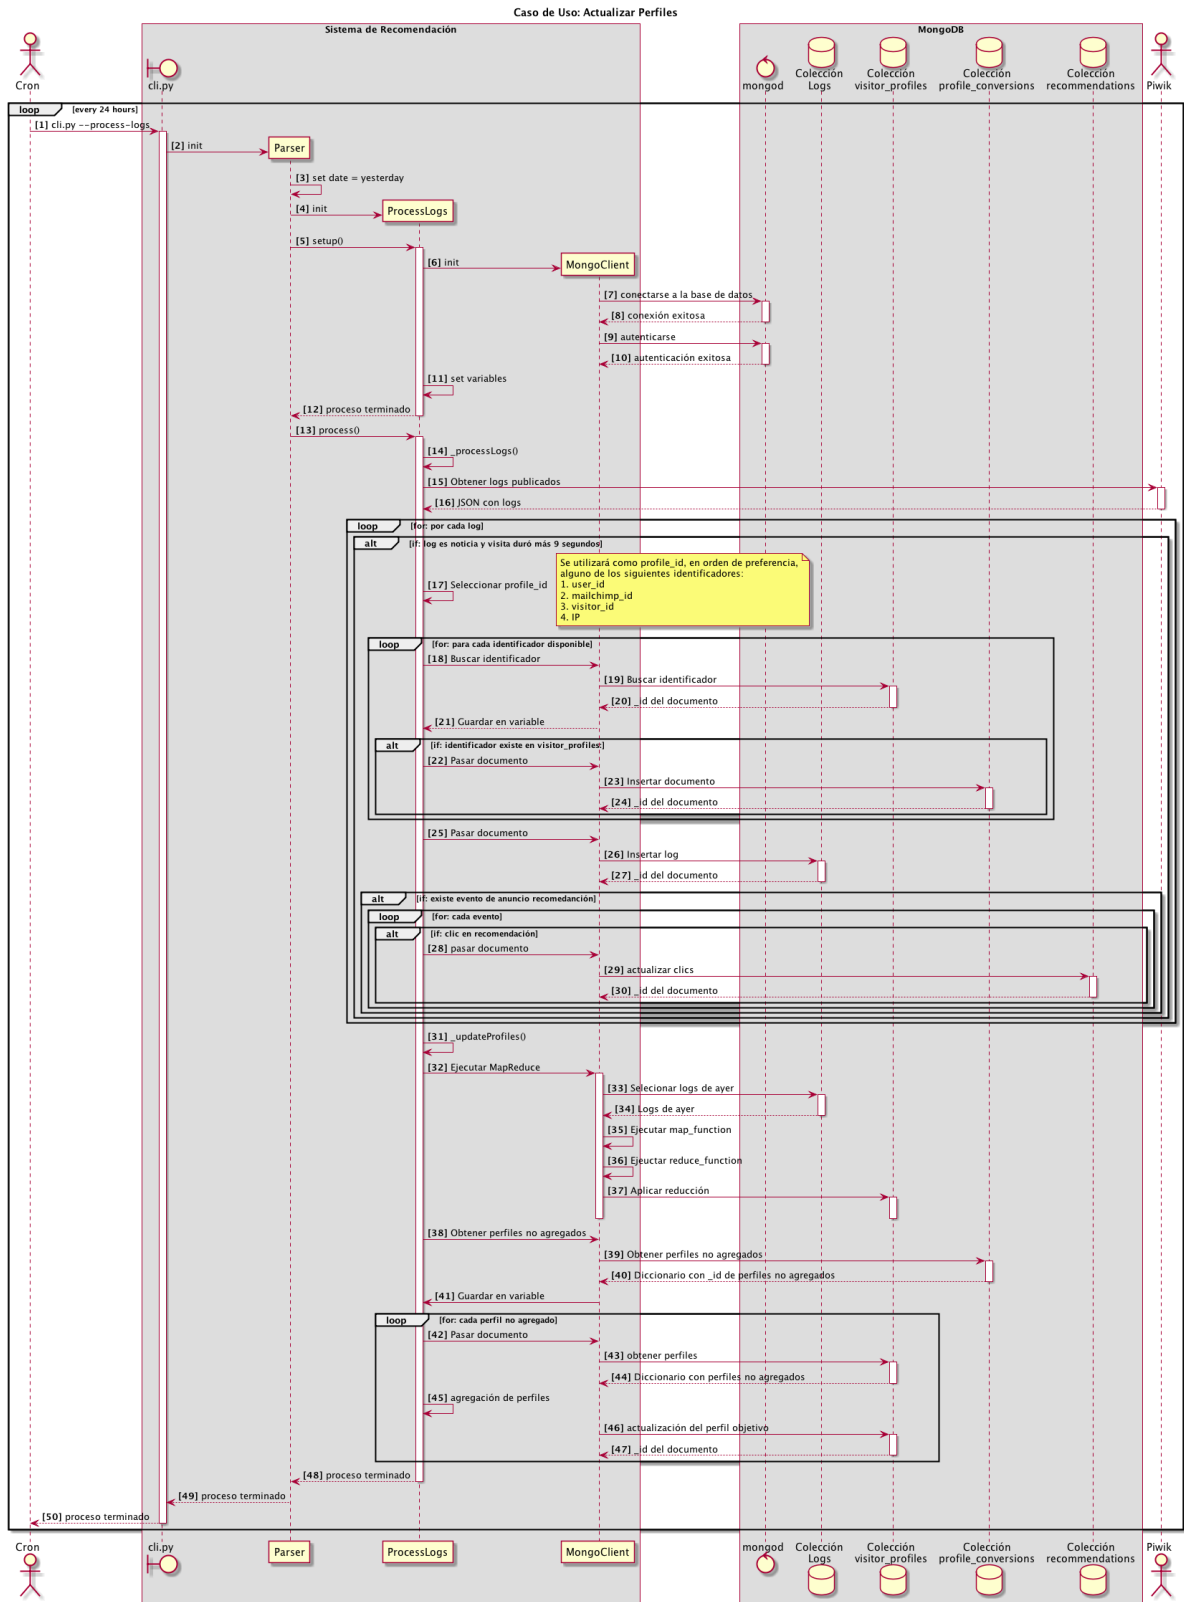 Caso de Uso: Actualizar Perfiles
Sistema de Recomendación
MongoDB
Cron
cli.py
mongod
Colección
Logs
Colección
visitor_profiles
Colección
profile_conversions
Colección
recommendations
Piwik
loop [every 24 hours]
[1] cli.py --process-logs
[2] init
Parser
[3] set date = yesterday
[4] init
ProcessLogs
[5] setup()
[6] init
MongoClient
[7] conectarse a la base de datos
[8] conexión exitosa
[9] autenticarse
[10] autenticación exitosa
[11] set variables
[12] proceso terminado
[13] process()
[14] _processLogs()
[15] Obtener logs publicados
[16] JSON con logs
loop [for: por cada log]
alt [if: log es noticia y visita duró más 9 segundos]
Se utilizará como profile_id, en orden de preferencia,
alguno de los siguientes identificadores:
1. user_id
2. mailchimp_id
3. visitor_id
4. IP
[17] Seleccionar profile_id
loop [for: para cada identificador disponible]
[18] Buscar identificador
[19] Buscar identificador
[20] _id del documento
[21] Guardar en variable
alt [if: identificador existe en visitor_profiles]
[22] Pasar documento
[23] Insertar documento
[24] _id del documento
[25] Pasar documento
[26] Insertar log
[27] _id del documento
alt [if: existe evento de anuncio recomedanción]
loop [for: cada evento]
alt [if: clic en recomendación]
[28] pasar documento
[29] actualizar clics
[30] _id del documento
[31] _updateProfiles()
[32] Ejecutar MapReduce
[33] Selecionar logs de ayer
[34] Logs de ayer
[35] Ejecutar map_function
[36] Ejeuctar reduce_function
[37] Aplicar reducción
[38] Obtener perfiles no agregados
[39] Obtener perfiles no agregados
[40] Diccionario con _id de perfiles no agregados
[41] Guardar en variable
loop [for: cada perfil no agregado]
[42] Pasar documento
[43] obtener perfiles
[44] Diccionario con perfiles no agregados
[45] agregación de perfiles
[46] actualización del perfil objetivo
[47] _id del documento
[48] proceso terminado
[49] proceso terminado
[50] proceso terminado
Cron
cli.py
Parser
ProcessLogs
MongoClient
mongod
Colección
Logs
Colección
visitor_profiles
Colección
profile_conversions
Colección
recommendations
Piwik